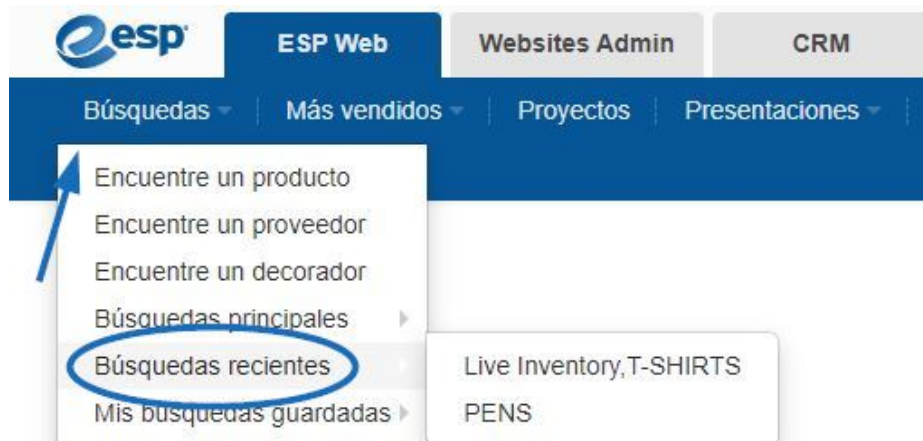 esp
ESP Web
Websites Admin
CRM
Búsquedas
Más vendidos
Proyectos
Presentaciones
Encuentre un producto
Encuentre un proveedor
Encuentre un decorador
Búsquedas principales
Búsquedas recientes
Live Inventory,T-SHIRTS
Mis búsquedas guardadas
PENS